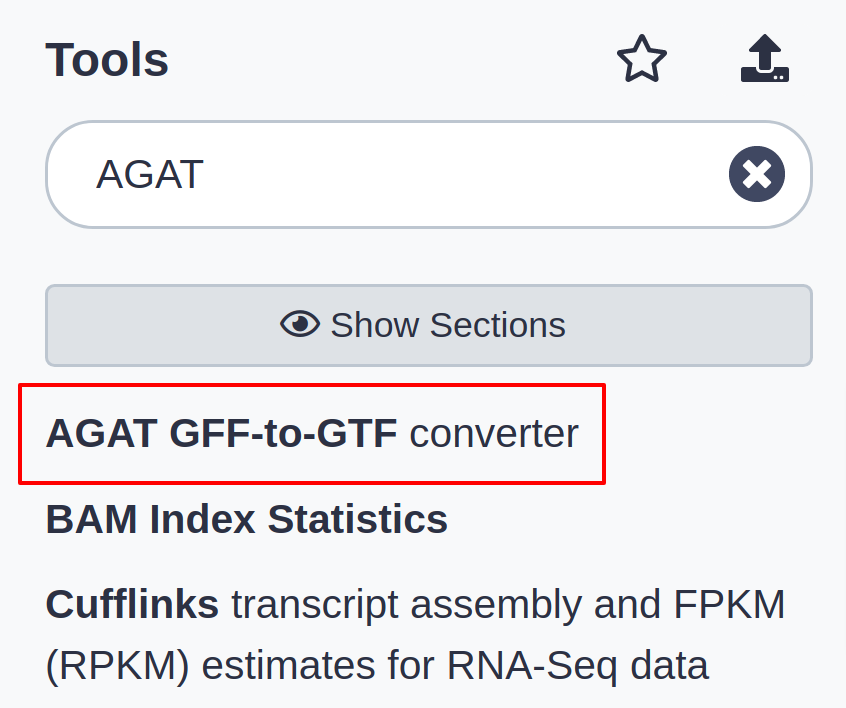 Tools
AGAT
Show Sections
AGAT GFF-to-GTF converter
BAM Index Statistics
Cufflinks transcript assembly and FPKM
(RPKM) estimates for RNA-Seq data